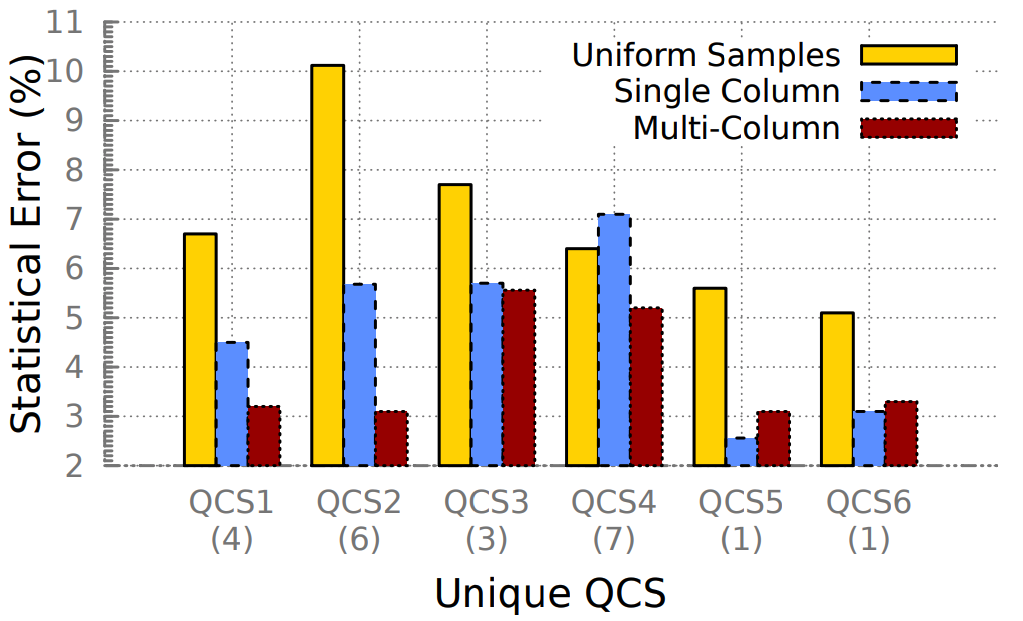 Statistical Error (%)
11
10
9
8
7
6
5
4
3
2
Uniform Samples
Single Column
Multi-Column
QCS1 QCS2 QCS3 QCS4 QCS5 QCS6
(4) (6) (3) (7) (1) (1)
Unique QCS